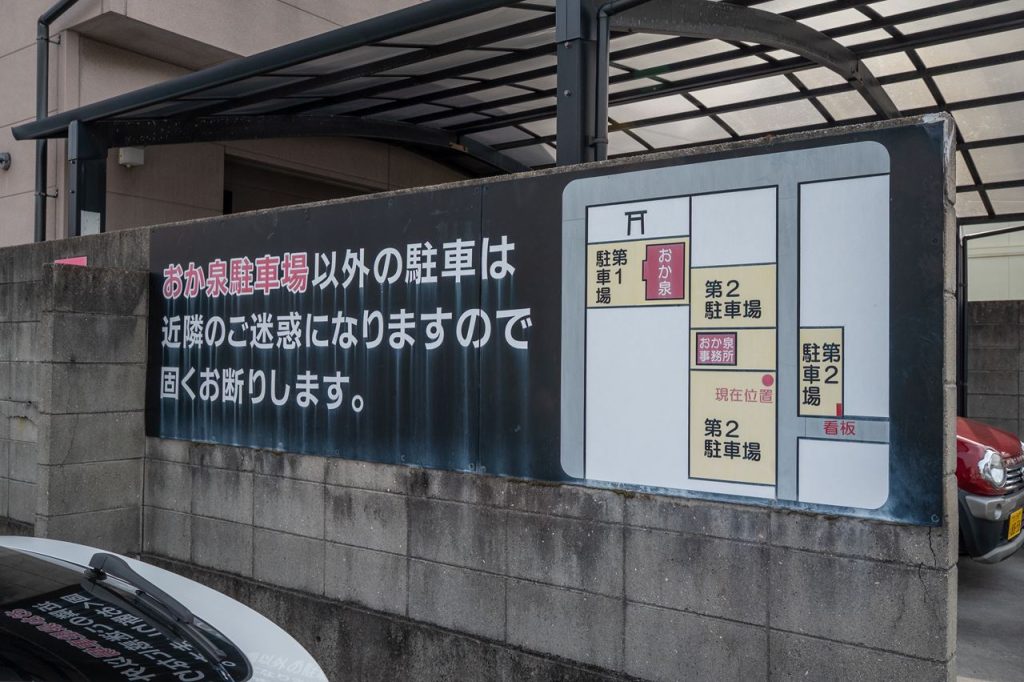 おか泉駐車場以外の駐車は
近隣のご迷惑になりますので
固くお断りします。
第1
駐車場
おか泉
第2
駐車場
おか泉
事務所
現在位置
第2
駐車場
第2
駐車場
看板